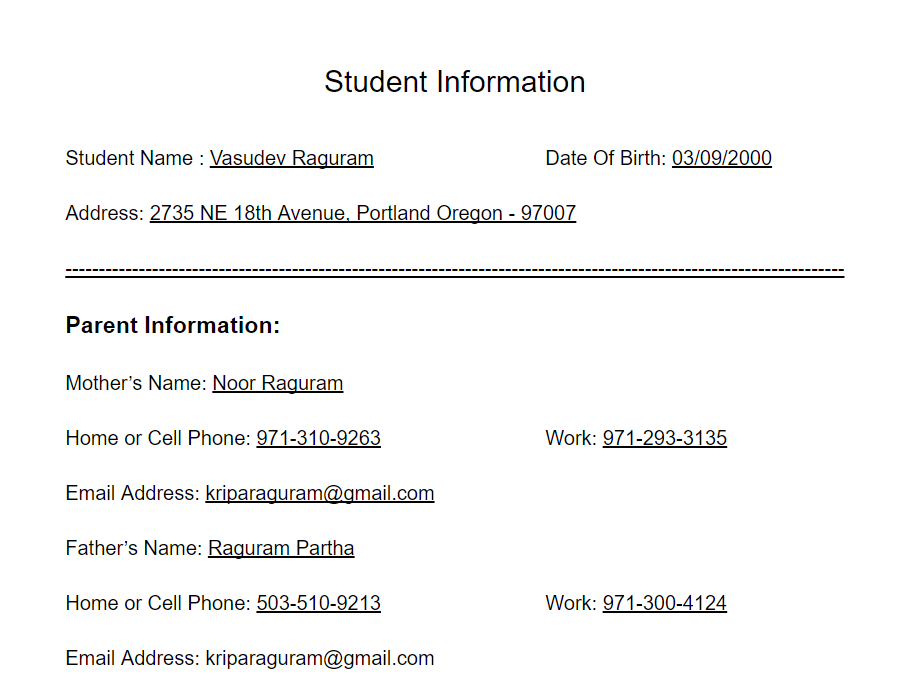 Student Information
Student Name : Vasudev Raguram Date Of Birth: 03/09/2000
Address: 2735 NE 18th Avenue, Portland Oregon - 97007
---------------------------------------------------------------------------------------------------------------------
Parent Information:
Mother’s Name: Noor Raguram
Home or Cell Phone: 971-310-9263 Work: 971-293-3135
Email Address: kriparaguram@gmail.com
Father’s Name: Raguram Partha
Home or Cell Phone: 503-510-9213 Work: 971-300-4124
Email Address: kriparaguram@gmail.com